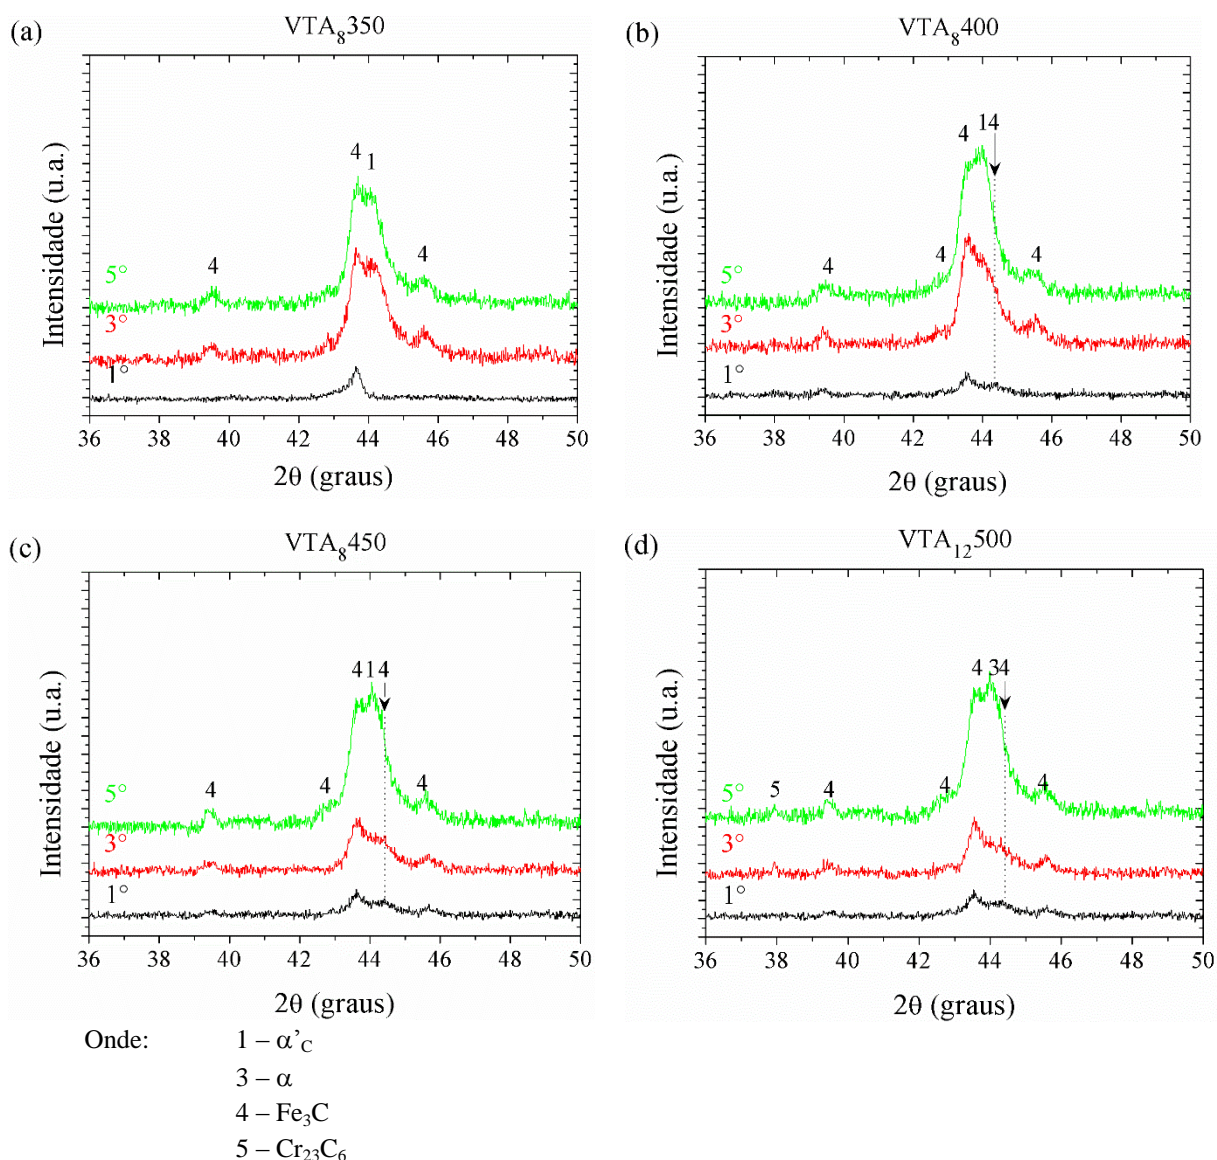 (a)
VTA₈350
Intensidade (u.a.)
4
1
4
4
5°
3°
1°
36 38 40 42 44 46 48 50
2θ (graus)
(b)
VTA₈400
Intensidade (u.a.)
4 14
4
4
4
5°
3°
1°
36 38 40 42 44 46 48 50
2θ (graus)
(c)
VTA₈450
Intensidade (u.a.)
414
4
4
4
5°
3°
1°
36 38 40 42 44 46 48 50
2θ (graus)
(d)
VTA₁₂500
Intensidade (u.a.)
4 34
5
4
4
4
5°
3°
1°
36 38 40 42 44 46 48 50
2θ (graus)
Onde: 1 – α’C
3 – α
4 – Fe₃C
5 – Cr₂₃C₆